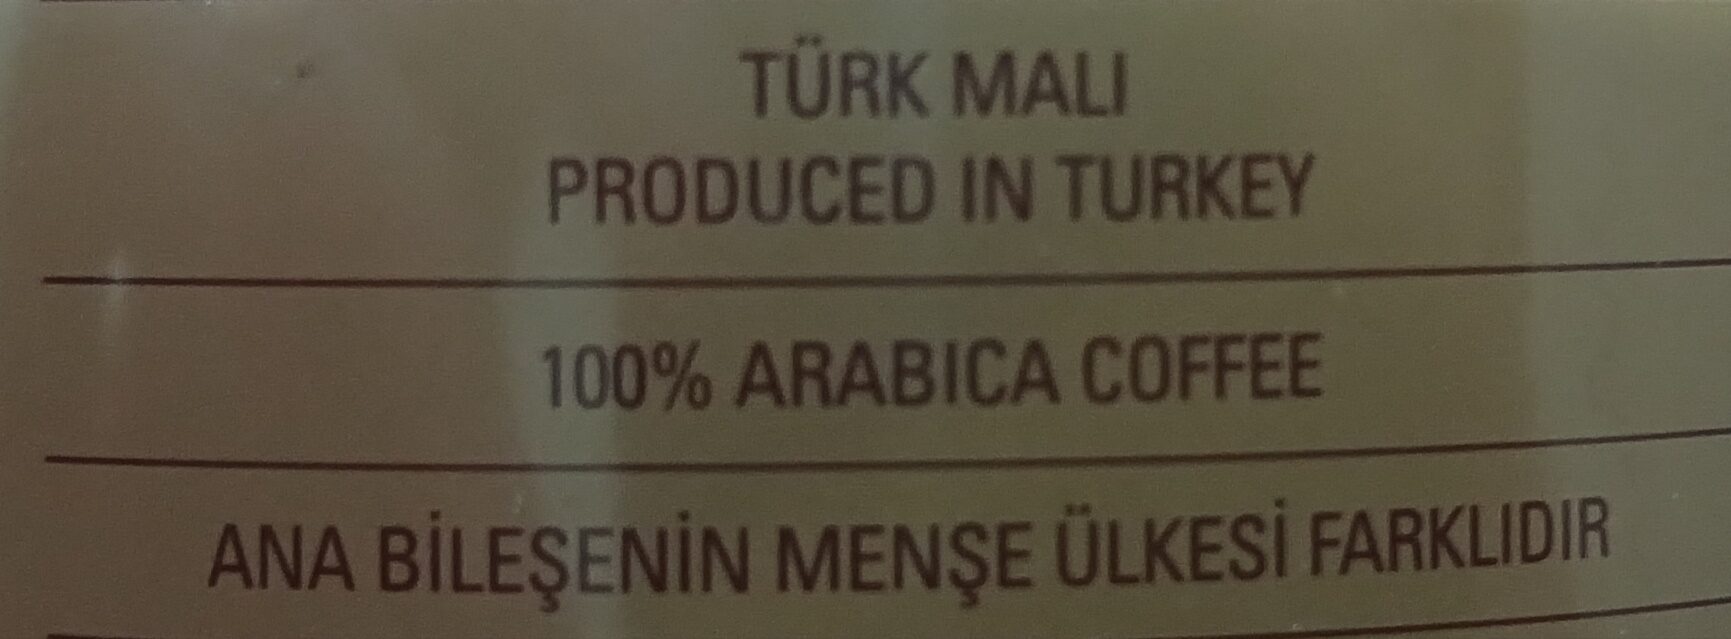 TÜRK MALI
PRODUCED IN TURKEY
100% ARABICA COFFEE
ANA BİLEŞENİN MENŞE ÜLKESİ FARKLIDIR